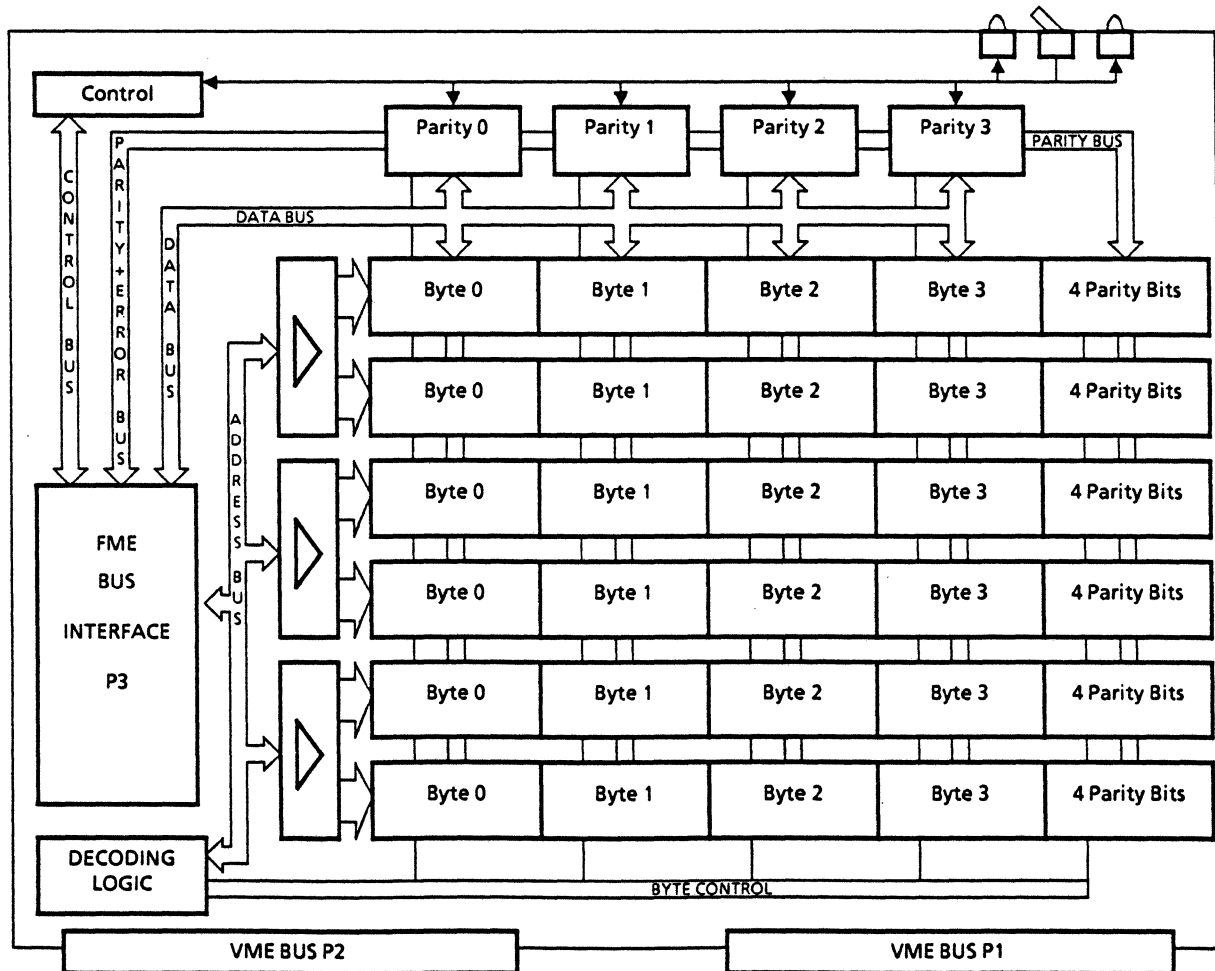 Control
Parity 0
Parity 1
Parity 2
Parity 3
PARITY BUS
CONTROL BUS
PARITY+ERROR BUS
DATA BUS
DATA BUS
ADDRESS BUS
Byte 0 Byte 1 Byte 2 Byte 3 4 Parity Bits
Byte 0 Byte 1 Byte 2 Byte 3 4 Parity Bits
Byte 0 Byte 1 Byte 2 Byte 3 4 Parity Bits
Byte 0 Byte 1 Byte 2 Byte 3 4 Parity Bits
Byte 0 Byte 1 Byte 2 Byte 3 4 Parity Bits
Byte 0 Byte 1 Byte 2 Byte 3 4 Parity Bits
FME
BUS
INTERFACE
P3
DECODING
LOGIC
BYTE CONTROL
VME BUS P2
VME BUS P1